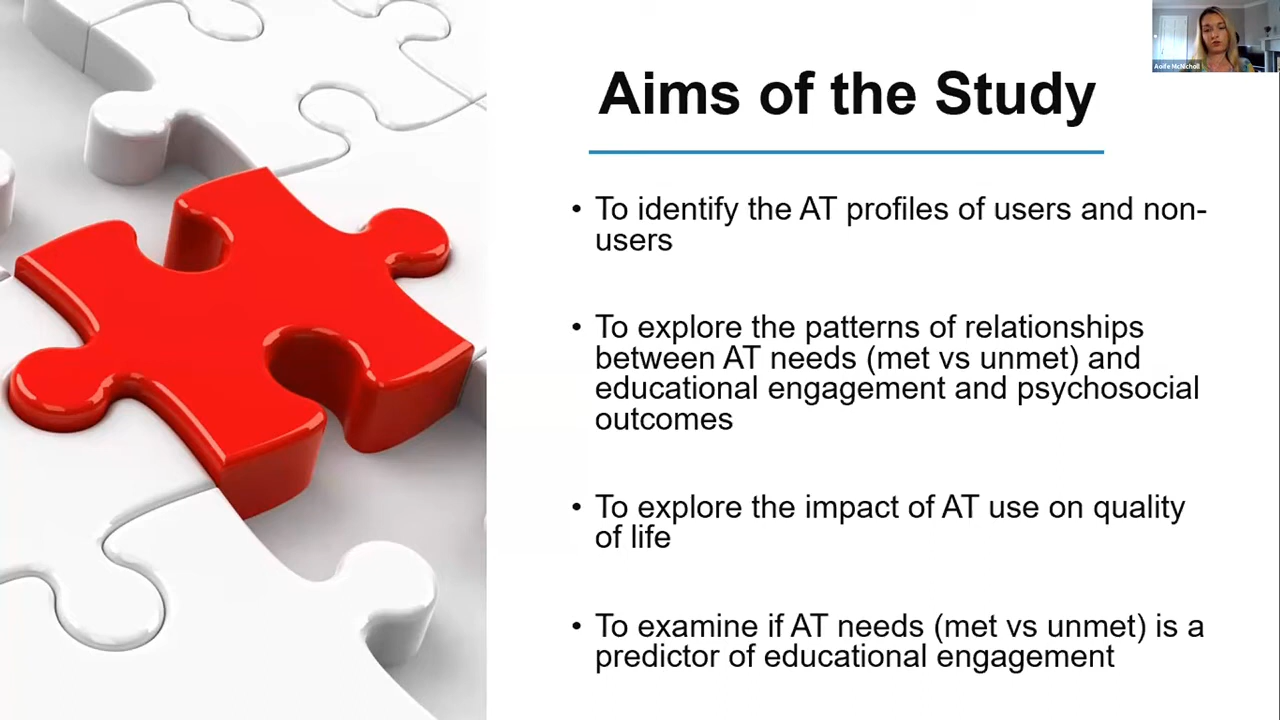 Aoife McNicholl
Aims of the Study
• To identify the AT profiles of users and non-
users
• To explore the patterns of relationships
between AT needs (met vs unmet) and
educational engagement and psychosocial
outcomes
• To explore the impact of AT use on quality
of life
• To examine if AT needs (met vs unmet) is a
predictor of educational engagement